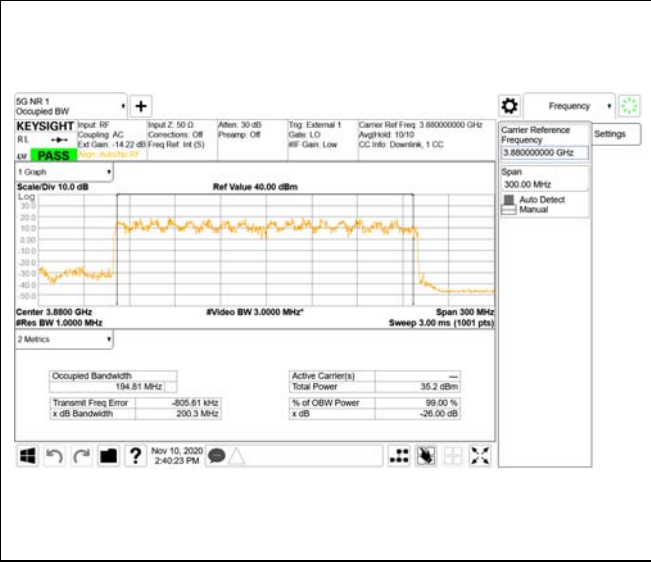 5G NR 1
Occupied BW
Frequency
KEYSIGHT
RL
PASS
Input: RF
Coupling: AC
Ext Gain: -14.22 dB
Align: Auto/No RF
Input Z: 50 Ω
Corrections: Off
Freq Ref: Int (S)
Atten: 30 dB
Preamp: Off
Trig: External 1
Gate: LO
#IF Gain: Low
Carrier Ref Freq: 3.880000000 GHz
Avg|Hold: 10/10
CC Info: Downlink, 1 CC
Carrier Reference
Frequency
3.880000000 GHz
Settings
Span
300.00 MHz
Auto Detect
Manual
1 Graph
Scale/Div 10.0 dB
Ref Value 40.00 dBm
Log
30.0
20.0
10.0
0.00
-10.0
-20.0
-30.0
-40.0
-50.0
Center 3.8800 GHz
#Res BW 1.0000 MHz
#Video BW 3.0000 MHz*
Span 300 MHz
Sweep 3.00 ms (1001 pts)
2 Metrics
Occupied Bandwidth
194.81 MHz
Transmit Freq Error -805.61 kHz
x dB Bandwidth 200.3 MHz
Active Carrier(s) —
Total Power 35.2 dBm
% of OBW Power 99.00 %
x dB -26.00 dB
Nov 10, 2020
2:40:23 PM